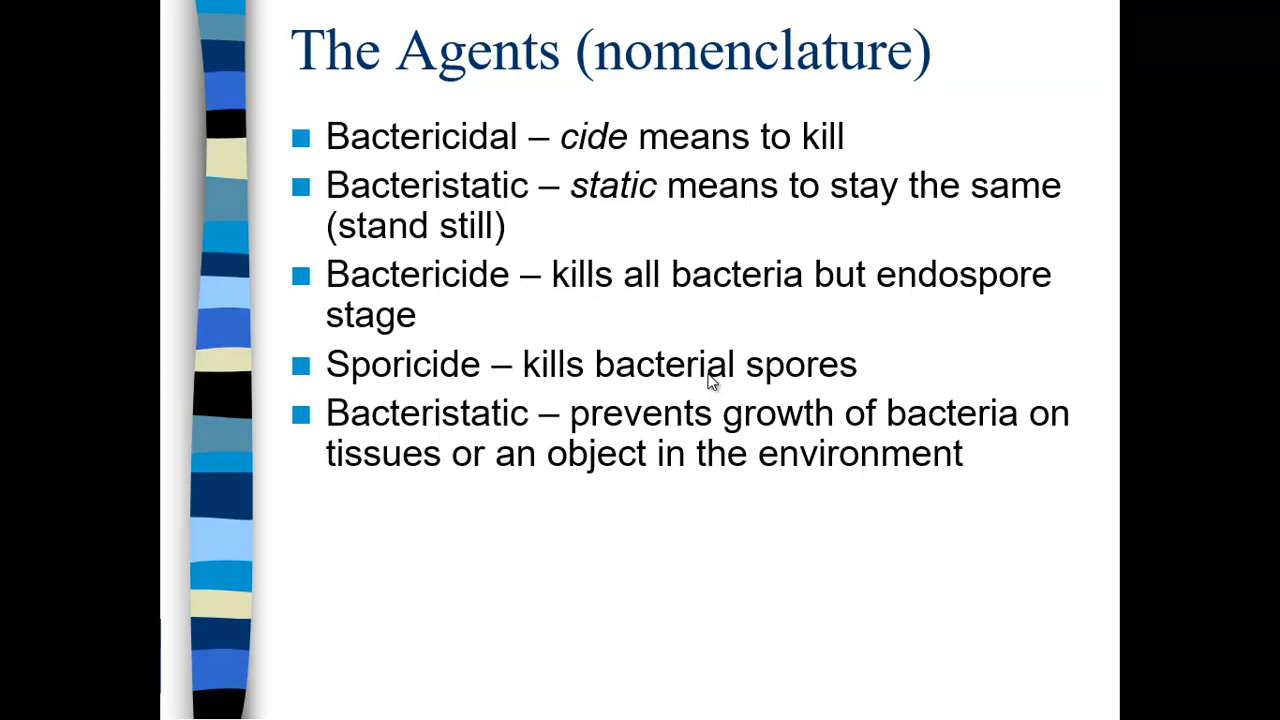 The Agents (nomenclature)
Bactericidal – cide means to kill
Bacteristatic – static means to stay the same
(stand still)
Bactericide – kills all bacteria but endospore
stage
Sporicide – kills bacterial spores
Bacteristatic – prevents growth of bacteria on
tissues or an object in the environment